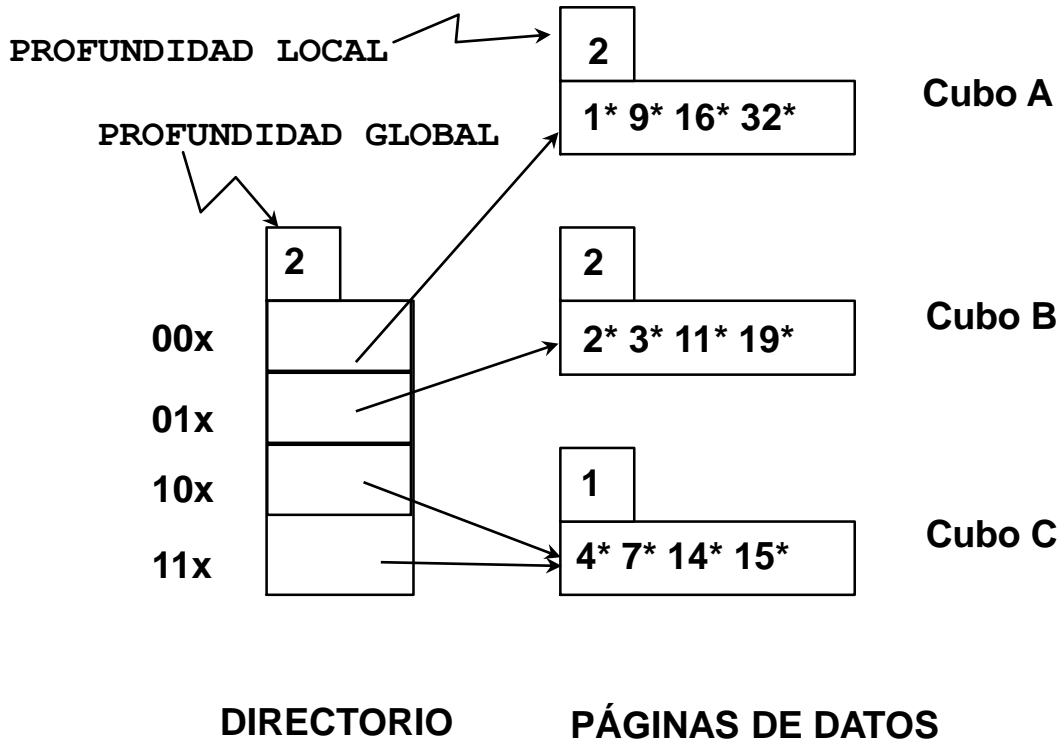 PROFUNDIDAD LOCAL
2
Cubo A
1* 9* 16* 32*
PROFUNDIDAD GLOBAL
2
2
00x
Cubo B
2* 3* 11* 19*
01x
10x
1
Cubo C
4* 7* 14* 15*
11x
DIRECTORIO
PÁGINAS DE DATOS